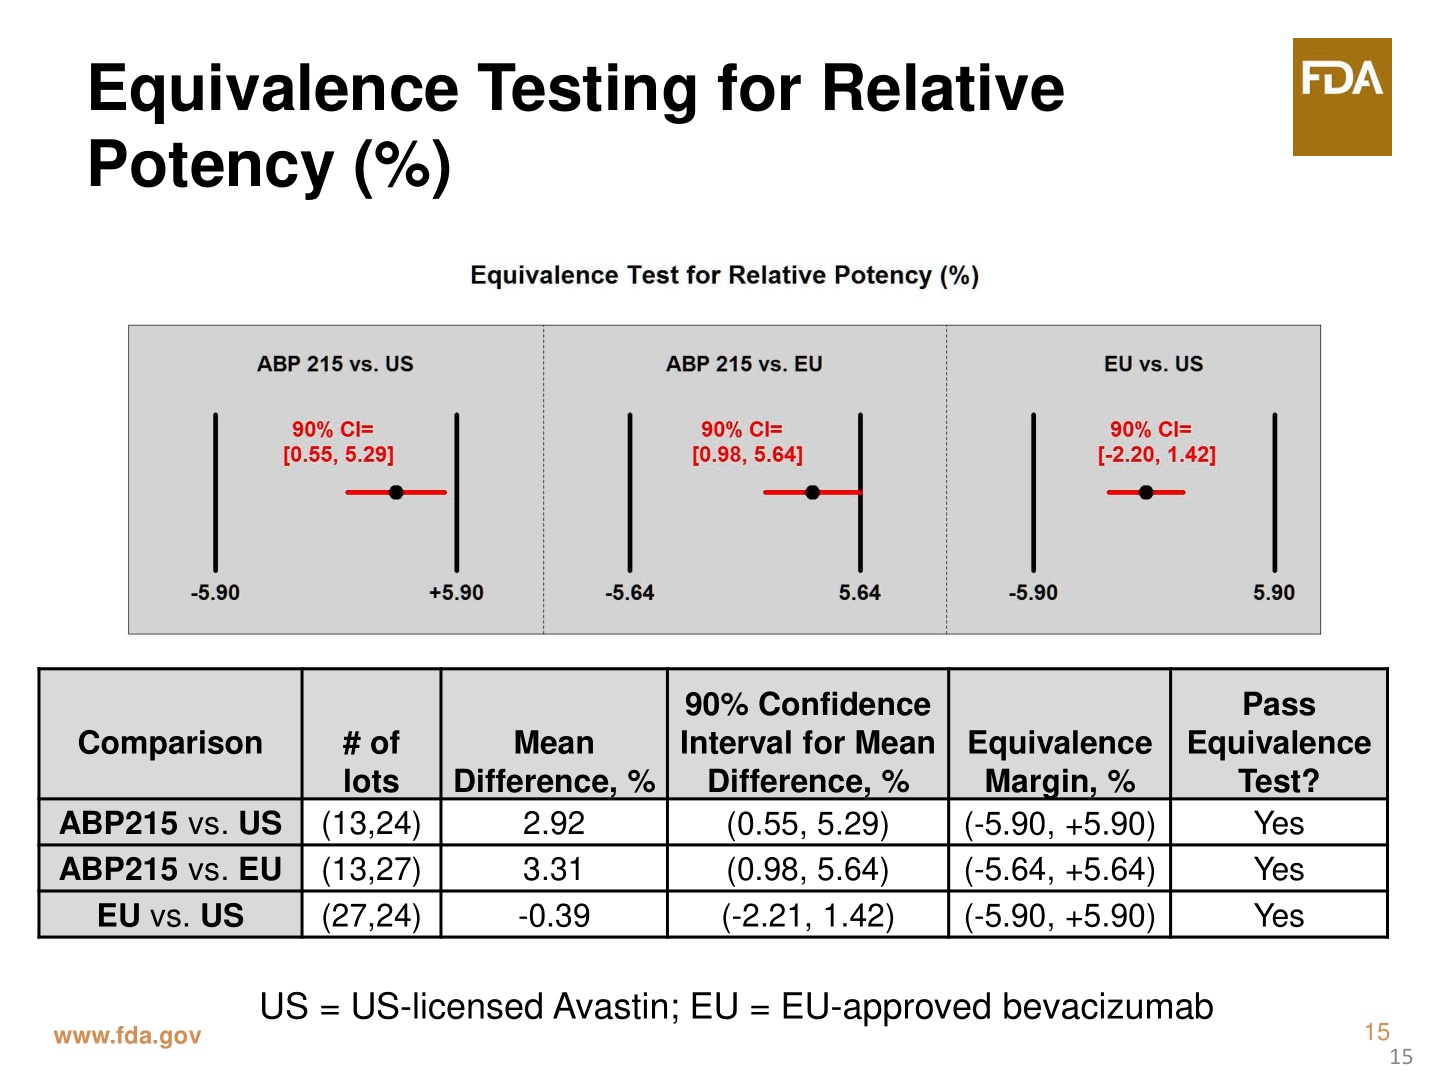 Equivalence Testing for Relative
Potency (%)
FDA
Equivalence Test for Relative Potency (%)
ABP 215 vs. US
90% CI=
[0.55, 5.29]
-5.90 +5.90
ABP 215 vs. EU
90% CI=
[0.98, 5.64]
-5.64 5.64
EU vs. US
90% CI=
[-2.20, 1.42]
-5.90 5.90
Comparison
# of
lots
Mean
Difference, %
90% Confidence
Interval for Mean
Difference, %
Equivalence
Margin, %
Pass
Equivalence
Test?
ABP215 vs. US (13,24) 2.92 (0.55, 5.29) (-5.90, +5.90) Yes
ABP215 vs. EU (13,27) 3.31 (0.98, 5.64) (-5.64, +5.64) Yes
EU vs. US (27,24) -0.39 (-2.21, 1.42) (-5.90, +5.90) Yes
US = US-licensed Avastin; EU = EU-approved bevacizumab
www.fda.gov
15
15